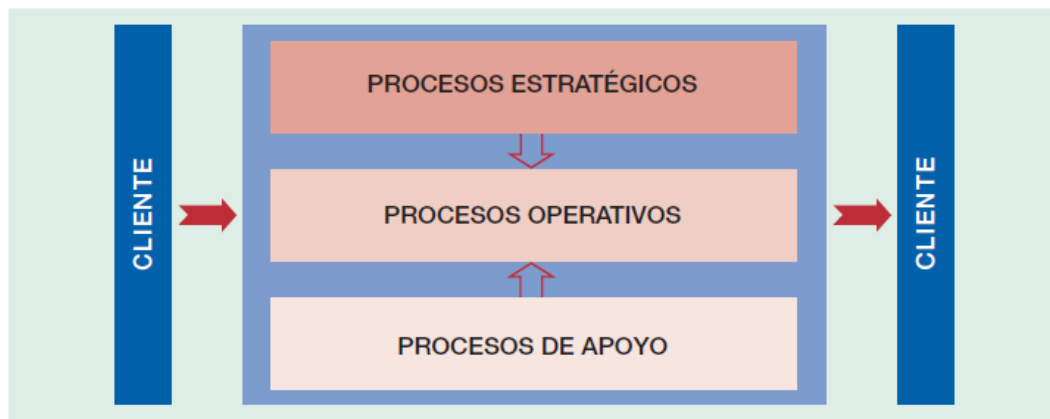 CLIENTE
PROCESOS ESTRATÉGICOS
PROCESOS OPERATIVOS
PROCESOS DE APOYO
CLIENTE